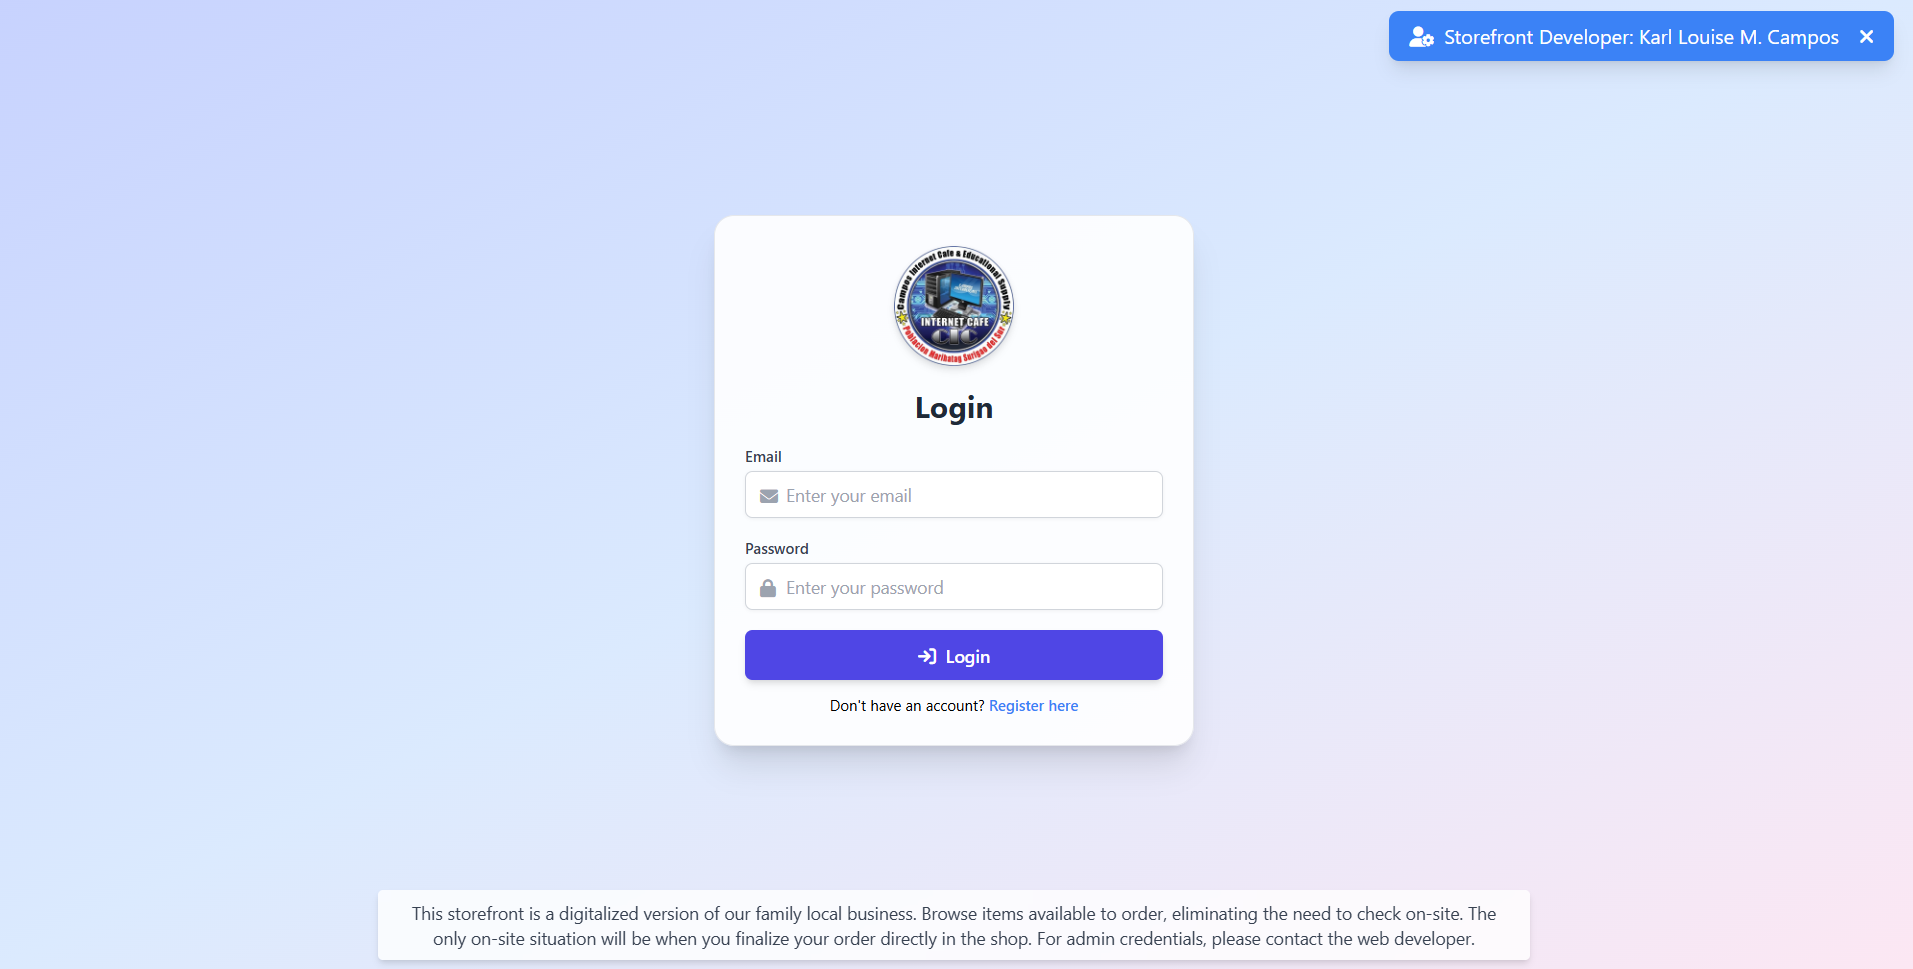 Storefront Developer: Karl Louise M. Campos
Campos Internet Cafe & Educational Supply
INTERNET CAFE
CIC
Poblacion Marihatag Surigao del Sur
Login
Email
Enter your email
Password
Enter your password
Login
Don't have an account? Register here
This storefront is a digitalized version of our family local business. Browse items available to order, eliminating the need to check on-site. The
only on-site situation will be when you finalize your order directly in the shop. For admin credentials, please contact the web developer.